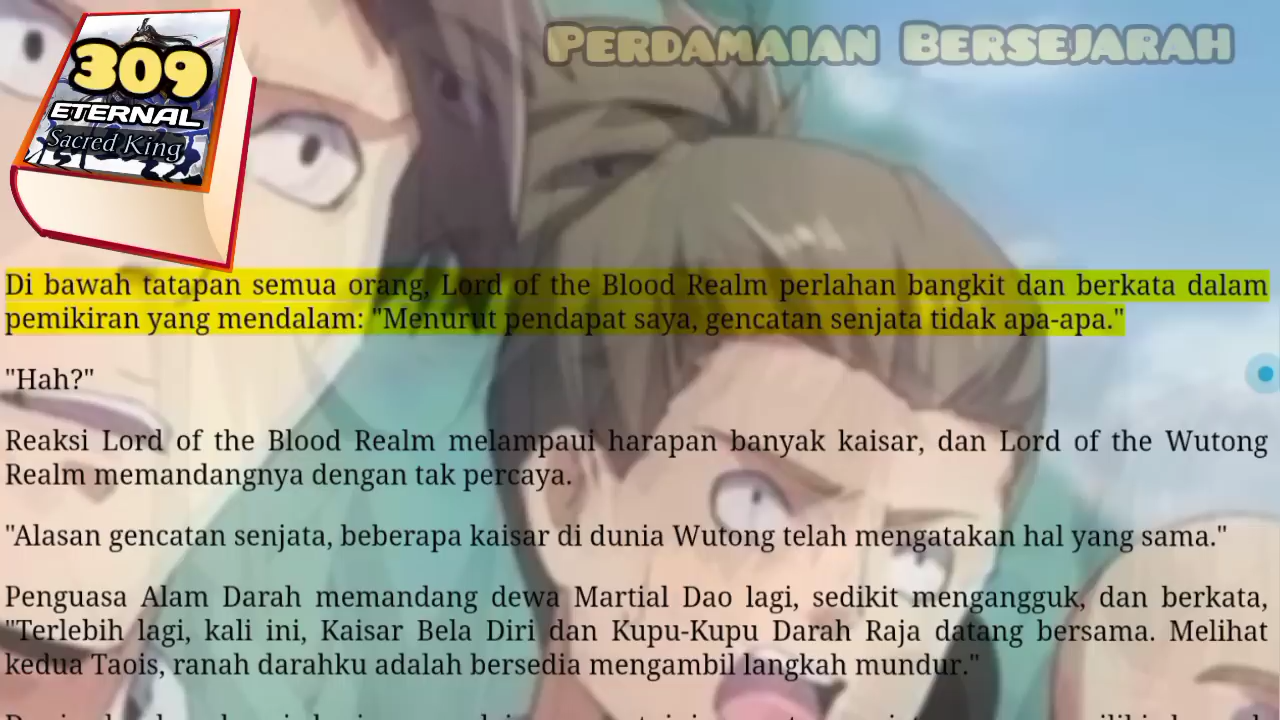 309
ETERNAL
Sacred King
PERDAMAIAN BERSEJARAH
Di bawah tatapan semua orang, Lord of the Blood Realm perlahan bangkit dan berkata dalam
pemikiran yang mendalam: "Menurut pendapat saya, gencatan senjata tidak apa-apa."
"Hah?"
Reaksi Lord of the Blood Realm melampaui harapan banyak kaisar, dan Lord of the Wutong
Realm memandangnya dengan tak percaya.
"Alasan gencatan senjata, beberapa kaisar di dunia Wutong telah mengatakan hal yang sama."
Penguasa Alam Darah memandang dewa Martial Dao lagi, sedikit mengangguk, dan berkata,
"Terlebih lagi, kali ini, Kaisar Bela Diri dan Kupu-Kupu Darah Raja datang bersama. Melihat
kedua Taois, ranah darahku adalah bersedia mengambil langkah mundur."